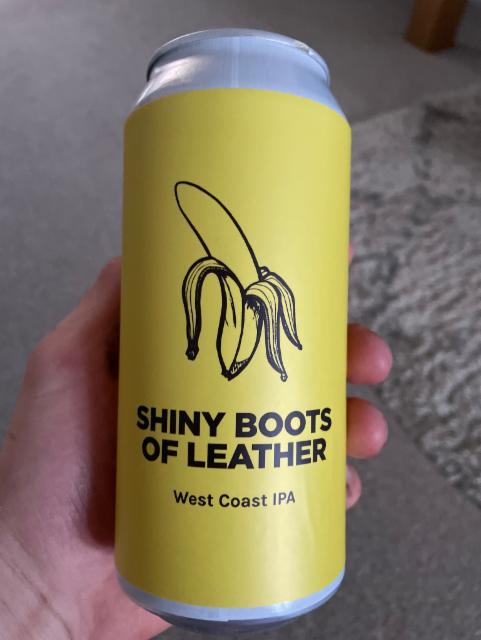 SHINY BOOTS
OF LEATHER
West Coast IPA